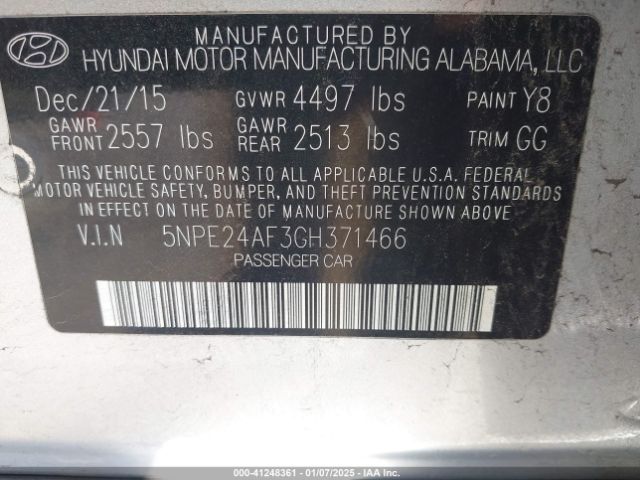 MANUFACTURED BY
HYUNDAI MOTOR MANUFACTURING ALABAMA, LLC
Dec/21/15 GVWR 4497 lbs PAINT Y8
GAWR FRONT 2557 lbs GAWR REAR 2513 lbs TRIM GG
THIS VEHICLE CONFORMS TO ALL APPLICABLE U.S.A. FEDERAL
MOTOR VEHICLE SAFETY, BUMPER, AND THEFT PREVENTION STANDARDS
IN EFFECT ON THE DATE OF MANUFACTURE SHOWN ABOVE.
V.I.N 5NPE24AF3GH371466
PASSENGER CAR
000-41248361 | 01/07/2025 | IAA Inc.